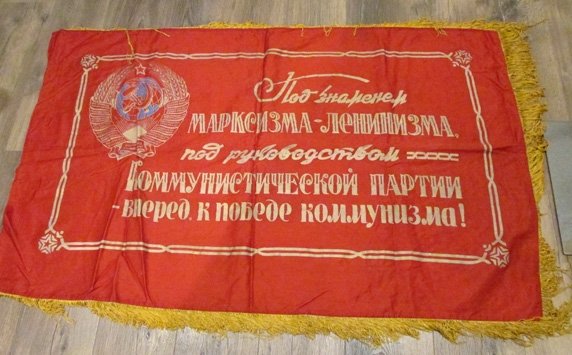 Под знаменем
МАРКСИЗМА-ЛЕНИНИЗМА,
под руководством
КОММУНИСТИЧЕСКОЙ ПАРТИИ
- вперед, к победе коммунизма!